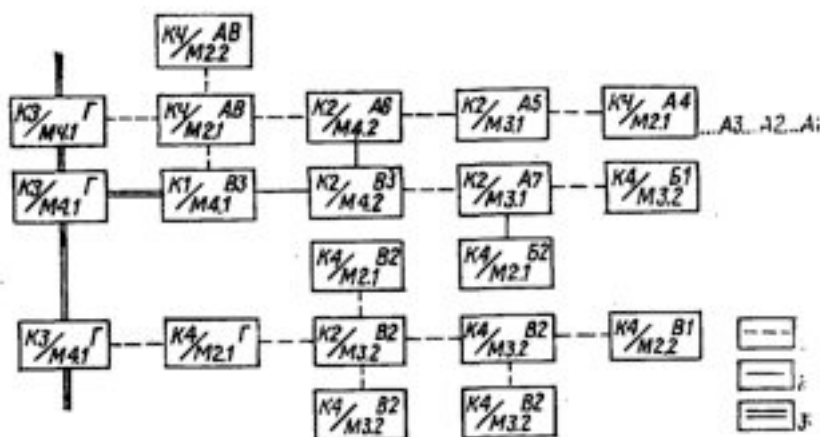 К4/М2.2 АВ
К3/М4.1 Г К4/М2.1 АВ К2/М4.2 А6 К2/М3.1 А5 К4/М2.1 А4 ...А3...А2...
К3/М4.1 Г К1/М4.1 В3 К2/М4.2 В3 К2/М3.1 А7 К4/М3.2 Б1
К4/М2.1 В2 К4/М2.1 Б2
К3/М4.1 Г К4/М2.1 Г К2/М3.2 В2 К4/М3.2 В2 К4/М2.2 В1
К4/М3.2 В2 К4/М3.2 В2